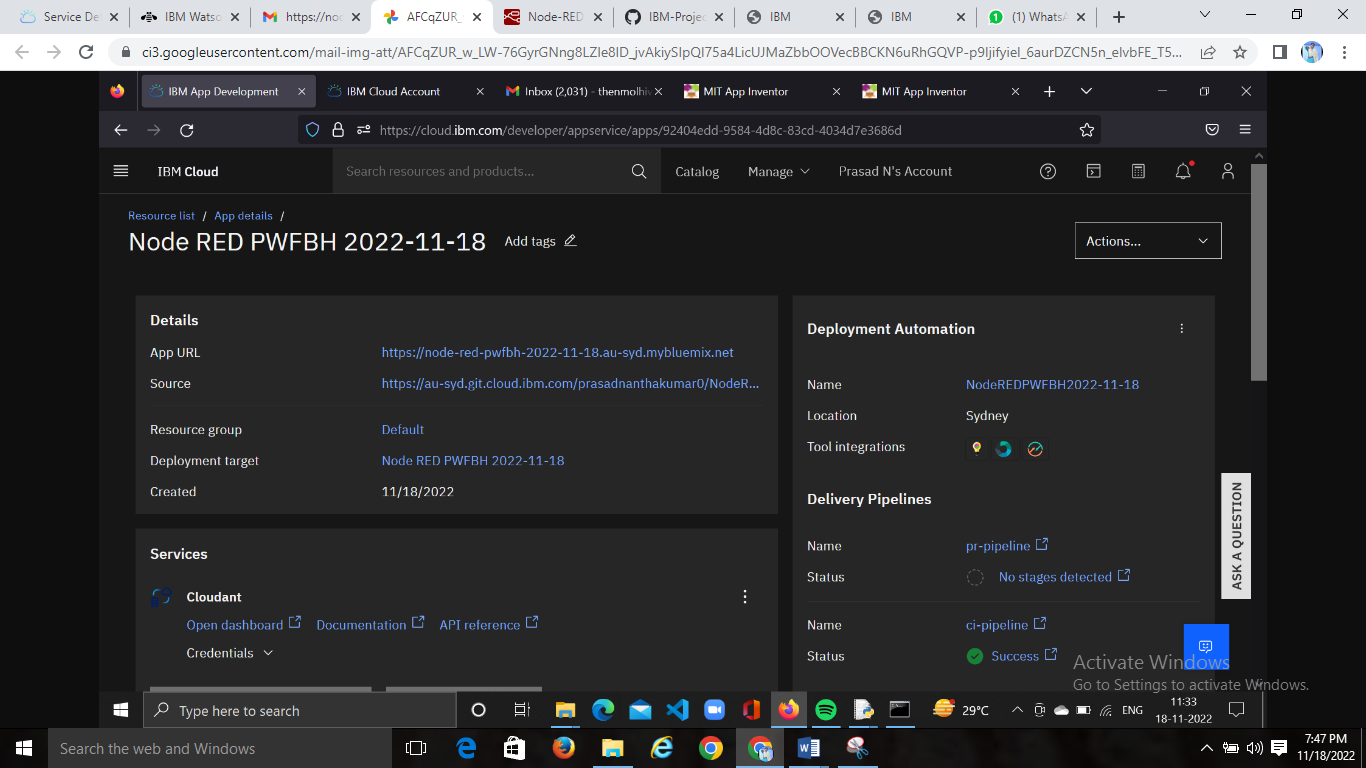 Service De
IBM Watso
https://noc
AFCqZUR_
Node-RED
IBM-Projec
IBM
IBM
(1) WhatsA
ci3.googleusercontent.com/mail-img-att/
IBM App Development
IBM Cloud Account
Inbox (2,031) - thenmolhiv
MIT App Inventor
MIT App Inventor
https://cloud.ibm.com/developer/appservice/apps/92404edd-9584-4d8c-83cd-4034d7e3686d
IBM Cloud
Search resources and products...
Catalog
Manage
Prasad N's Account
Resource list / App details /
Node RED PWFBH 2022-11-18
Add tags
Actions...
Details
App URL https://node-red-pwfbh-2022-11-18.au-syd.mybluemix.net
Source https://au-syd.git.cloud.ibm.com/prasadnanthakumar0/NodeR...
Resource group Default
Deployment target Node RED PWFBH 2022-11-18
Created 11/18/2022
Services
Cloudant
Open dashboard Documentation API reference
Credentials
Deployment Automation
Name NodeREDPWFBH2022-11-18
Location Sydney
Tool integrations
Delivery Pipelines
Name pr-pipeline
Status No stages detected
Name ci-pipeline
Status Success
ASK A QUESTION
Activate Windows
Go to Settings to activate Windows.
Type here to search
29°C
ENG
11:33
18-11-2022
Search the web and Windows
7:47 PM
11/18/2022